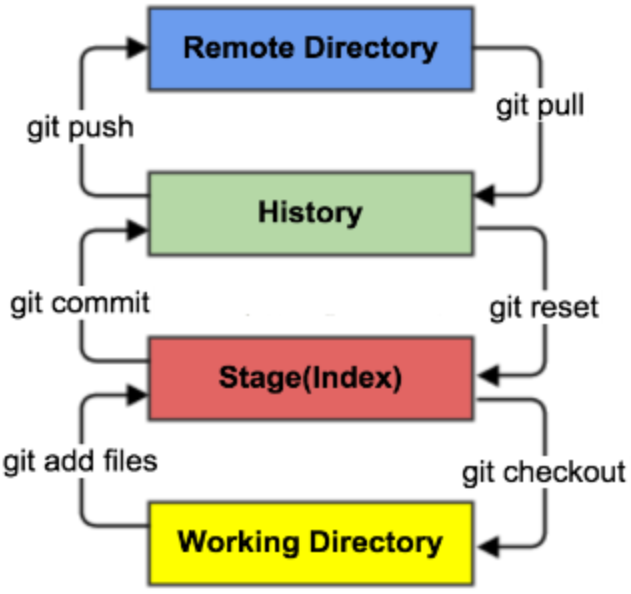 Remote Directory
git push
git pull
History
git commit
git reset
Stage(Index)
git add files
git checkout
Working Directory